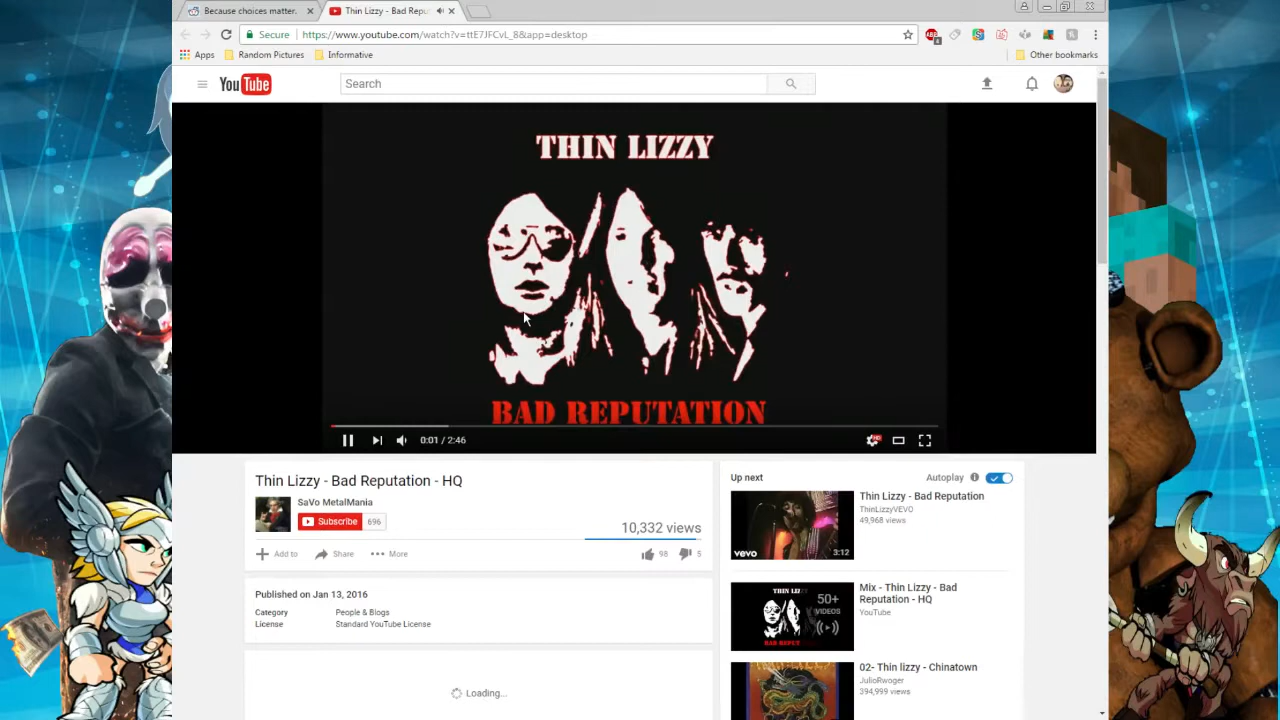 Because choices matter.
Thin Lizzy - Bad Repu
Secure
https://www.youtube.com/watch?v=ttE7JFCvL_8&app=desktop
Apps
Random Pictures
Informative
Other bookmarks
YouTube
Search
THIN LIZZY
BAD REPUTATION
0:01 / 2:46
HD
Thin Lizzy - Bad Reputation - HQ
SaVo MetalMania
Subscribe 696
10,332 views
Add to
Share
More
98
5
Published on Jan 13, 2016
Category People & Blogs
License Standard YouTube License
Loading...
Up next
Autoplay
Thin Lizzy - Bad Reputation
ThinLizzyVEVO
49,968 views
vevo
3:12
Mix - Thin Lizzy - Bad
Reputation - HQ
YouTube
50+
VIDEOS
02- Thin lizzy - Chinatown
JulioRwoger
394,999 views